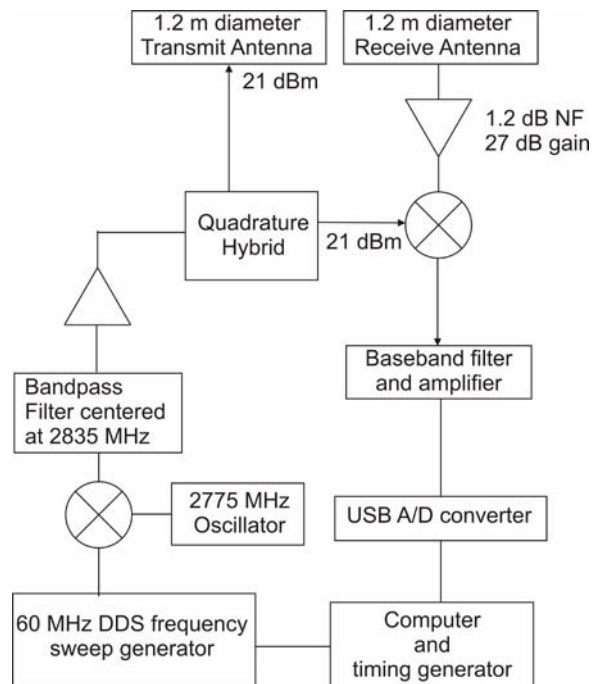 1.2 m diameter
Transmit Antenna
1.2 m diameter
Receive Antenna
21 dBm
1.2 dB NF
27 dB gain
Quadrature
Hybrid
21 dBm
Baseband filter
and amplifier
Bandpass
Filter centered
at 2835 MHz
2775 MHz
Oscillator
USB A/D converter
60 MHz DDS frequency
sweep generator
Computer
and
timing generator